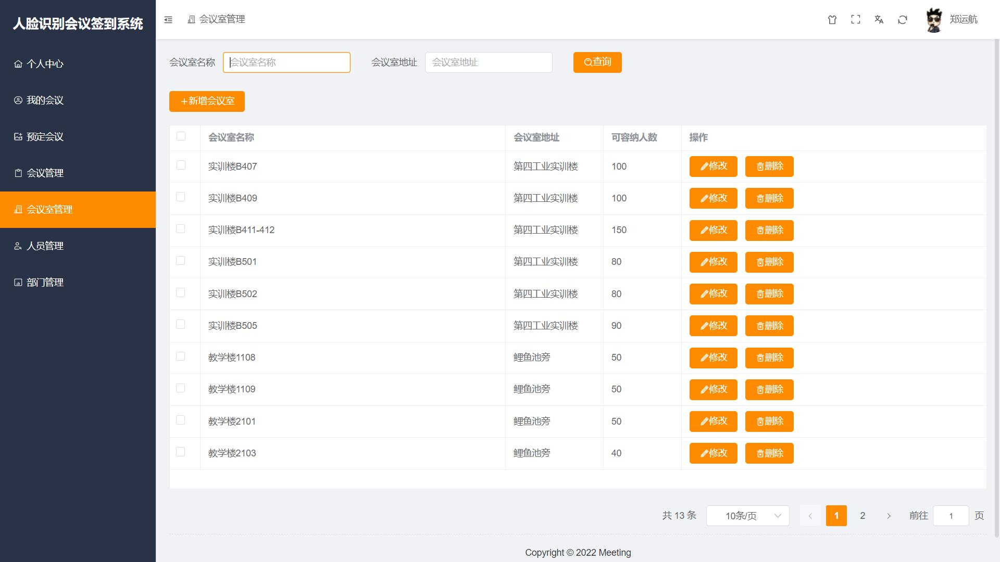 人脸识别会议签到系统
会议室管理
郑运航
个人中心
我的会议
预定会议
会议管理
会议室管理
人员管理
部门管理
会议室名称 会议室名称 会议室地址 会议室地址 查询
+新增会议室
会议室名称 会议室地址 可容纳人数 操作
实训楼B407 第四工业实训楼 100 修改 删除
实训楼B409 第四工业实训楼 100 修改 删除
实训楼B411-412 第四工业实训楼 150 修改 删除
实训楼B501 第四工业实训楼 80 修改 删除
实训楼B502 第四工业实训楼 80 修改 删除
实训楼B505 第四工业实训楼 90 修改 删除
教学楼1108 鲤鱼池旁 50 修改 删除
教学楼1109 鲤鱼池旁 50 修改 删除
教学楼2101 鲤鱼池旁 50 修改 删除
教学楼2103 鲤鱼池旁 40 修改 删除
共 13 条 10条/页 1 2 前往 1 页
Copyright © 2022 Meeting